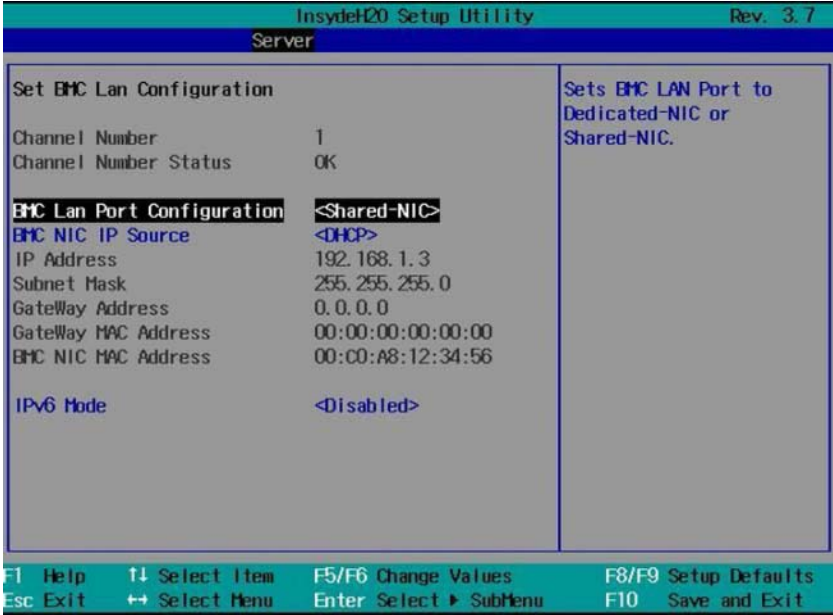 InsydeH20 Setup Utility Rev. 3.7
Server
Set BMC Lan Configuration
Channel Number 1
Channel Number Status OK
BMC Lan Port Configuration <Shared-NIC>
BMC NIC IP Source <DHCP>
IP Address 192.168.1.3
Subnet Mask 255.255.255.0
GateWay Address 0.0.0.0
GateWay MAC Address 00:00:00:00:00:00
BMC NIC MAC Address 00:C0:A8:12:34:56
IPv6 Mode <Disabled>
Sets BMC LAN Port to
Dedicated-NIC or
Shared-NIC.
F1 Help ↑↓ Select Item F5/F6 Change Values F8/F9 Setup Defaults
Esc Exit ↔ Select Menu Enter Select ▶ SubMenu F10 Save and Exit